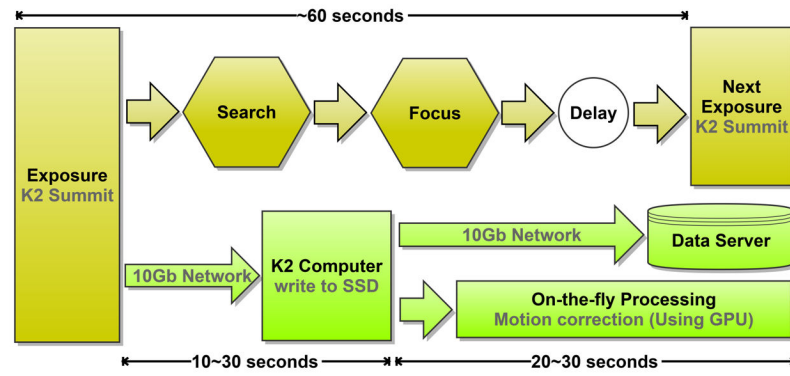 ~60 seconds
Exposure
K2 Summit
Search
Focus
Delay
Next
Exposure
K2 Summit
10Gb Network
K2 Computer
write to SSD
10Gb Network
Data Server
On-the-fly Processing
Motion correction (Using GPU)
10~30 seconds
20~30 seconds